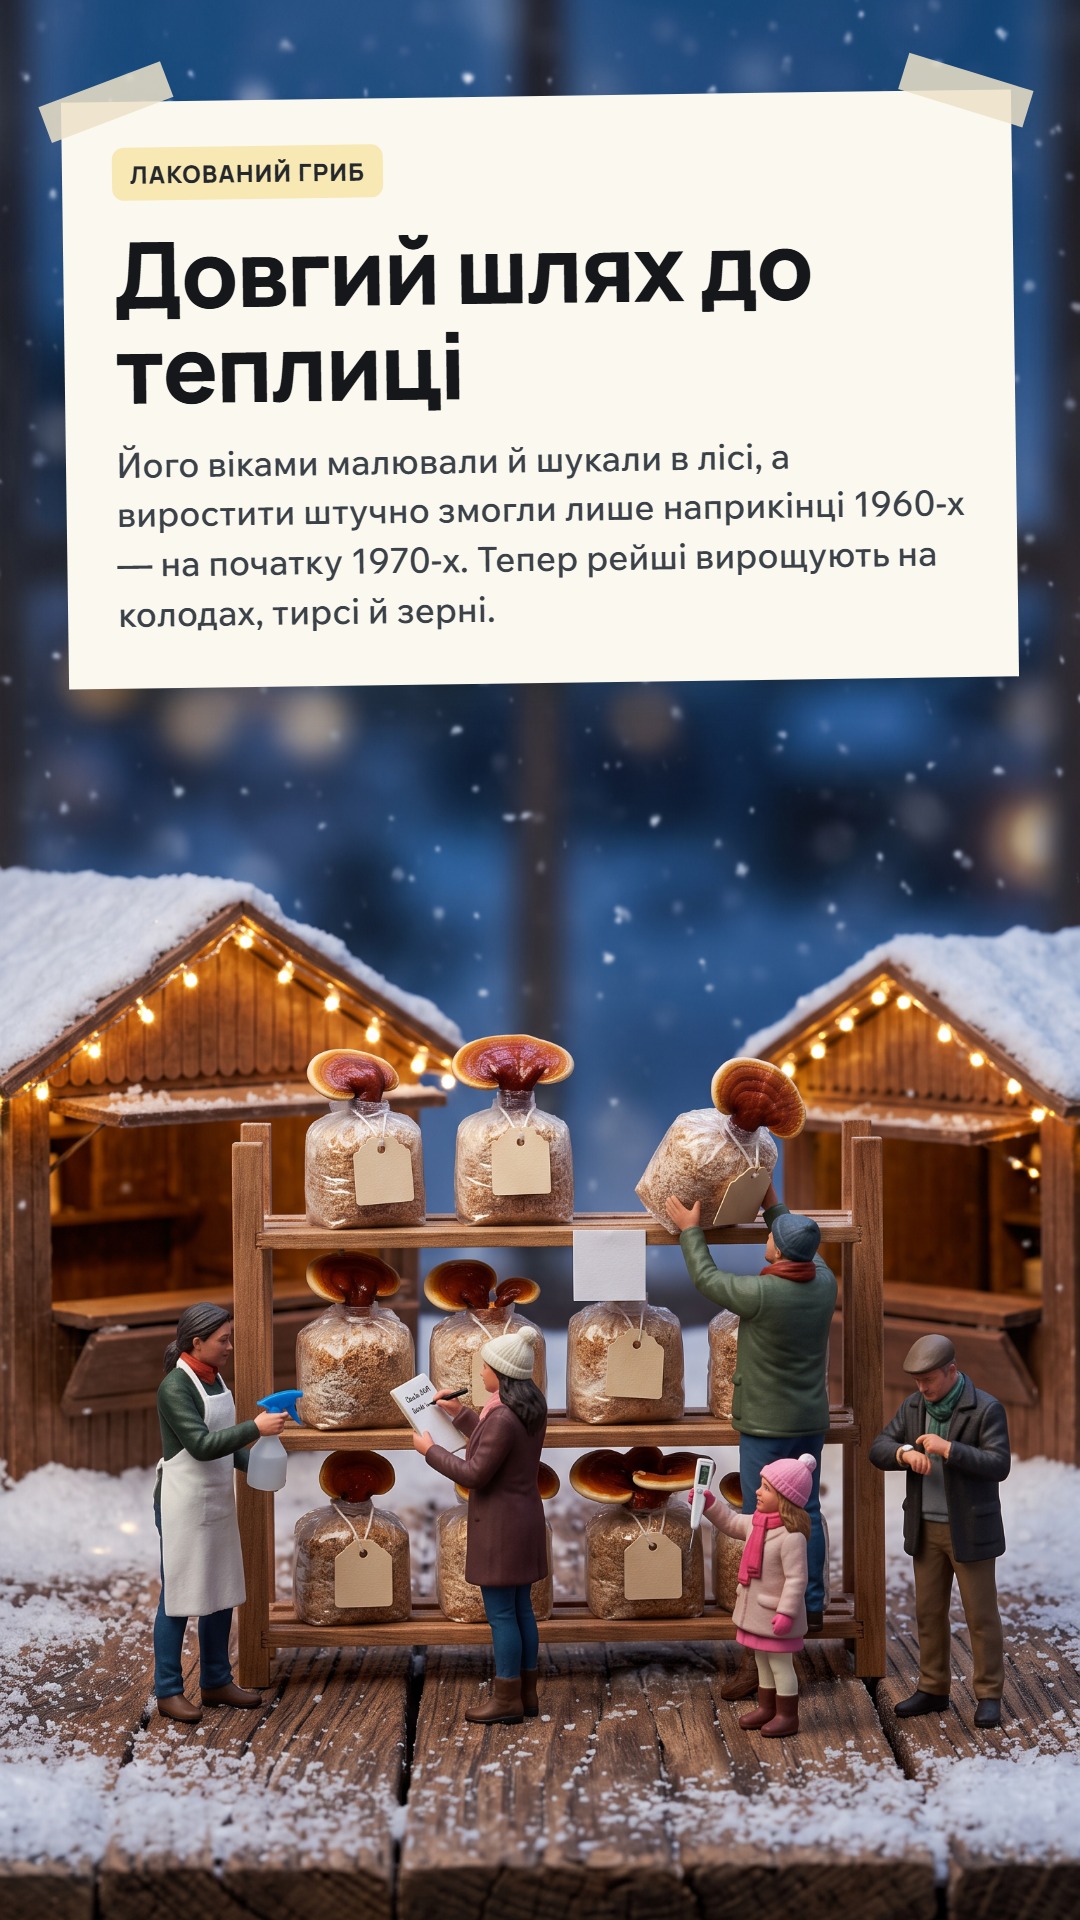 ЛАКОВАНИЙ ГРИБ
Довгий шлях до
теплиці
Його віками малювали й шукали в лісі, а
виростити штучно змогли лише наприкінці 1960-х
— на початку 1970-х. Тепер рейші вирощують на
колодах, тирсі й зерні.